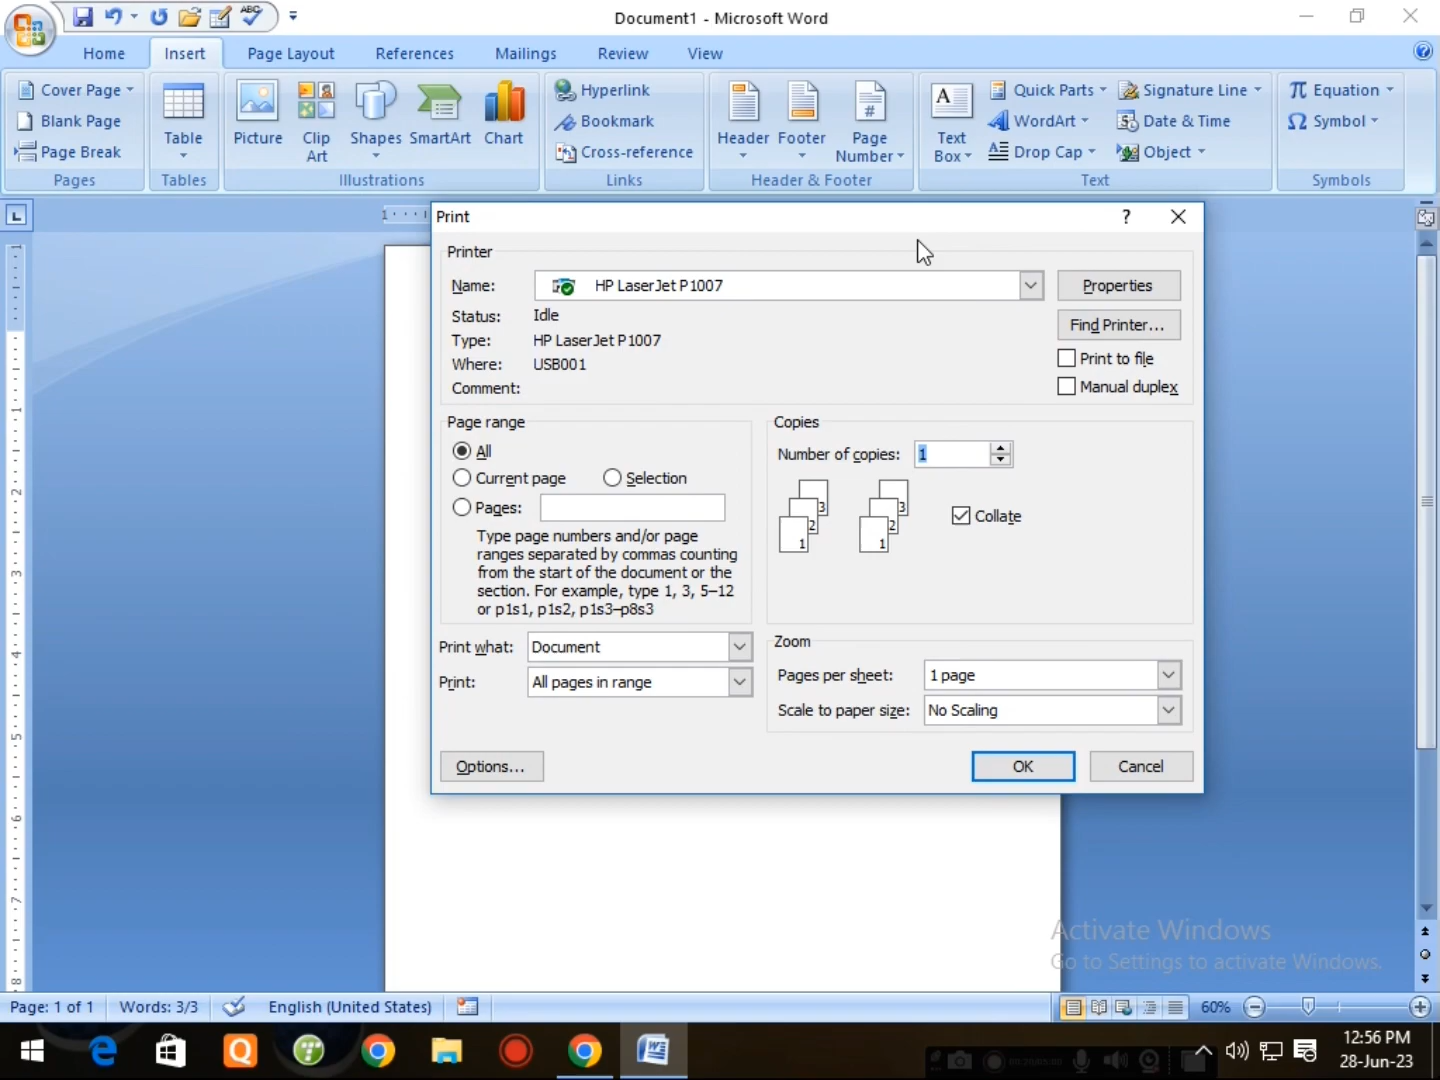 Document1 - Microsoft Word
Home Insert Page Layout References Mailings Review View
Cover Page
Blank Page
Page Break
Pages
Table
Tables
Picture Clip Art Shapes SmartArt Chart
Illustrations
Hyperlink
Bookmark
Cross-reference
Links
Header Footer Page Number
Header & Footer
Text Box
Quick Parts
WordArt
Drop Cap
Signature Line
Date & Time
Object
Text
Equation
Symbol
Symbols
Print
Printer
Name: HP LaserJet P1007 Properties
Status: Idle Find Printer...
Type: HP LaserJet P1007
Where: USB001 Print to file
Comment: Manual duplex
Page range
All
Current page Selection
Pages:
Type page numbers and/or page
ranges separated by commas counting
from the start of the document or the
section. For example, type 1, 3, 5–12
or p1s1, p1s2, p1s3–p8s3
Copies
Number of copies: 1
3 2 1 3 2 1 Collate
Print what: Document
Print: All pages in range
Zoom
Pages per sheet: 1 page
Scale to paper size: No Scaling
Options... OK Cancel
Activate Windows
Go to Settings to activate Windows.
Page: 1 of 1 Words: 3/3 English (United States) 60%
12:56 PM
28-Jun-23